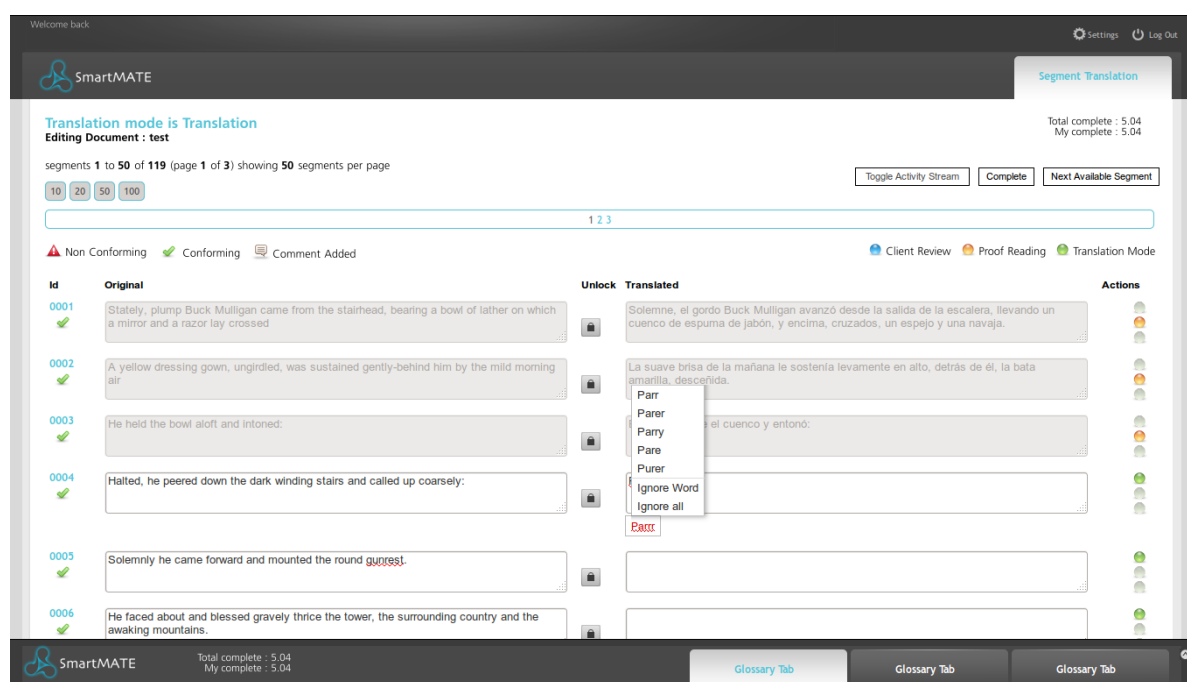 Welcome back
Settings Log Out
SmartMATE
Segment Translation
Translation mode is Translation
Editing Document : test
Total complete : 5.04
My complete : 5.04
segments 1 to 50 of 119 (page 1 of 3) showing 50 segments per page
10 20 50 100
Toggle Activity Stream Complete Next Available Segment
1 2 3
Non Conforming Conforming Comment Added
Client Review Proof Reading Translation Mode
Id Original Unlock Translated Actions
0001
Stately, plump Buck Mulligan came from the stairhead, bearing a bowl of lather on which
a mirror and a razor lay crossed
Solemne, el gordo Buck Mulligan avanzó desde la salida de la escalera, llevando un
cuenco de espuma de jabón, y encima, cruzados, un espejo y una navaja.
0002
A yellow dressing gown, ungirdled, was sustained gently-behind him by the mild morning
air
La suave brisa de la mañana le sostenía levamente en alto, detrás de él, la bata
amarilla, desceñida.
0003
He held the bowl aloft and intoned:
el cuenco y entonó:
Parr
Parer
Parry
Pare
Purer
Ignore Word
Ignore all
0004
Halted, he peered down the dark winding stairs and called up coarsely:
Parrr
0005
Solemnly he came forward and mounted the round gunrest.
0006
He faced about and blessed gravely thrice the tower, the surrounding country and the
awaking mountains.
SmartMATE
Total complete : 5.04
My complete : 5.04
Glossary Tab Glossary Tab Glossary Tab